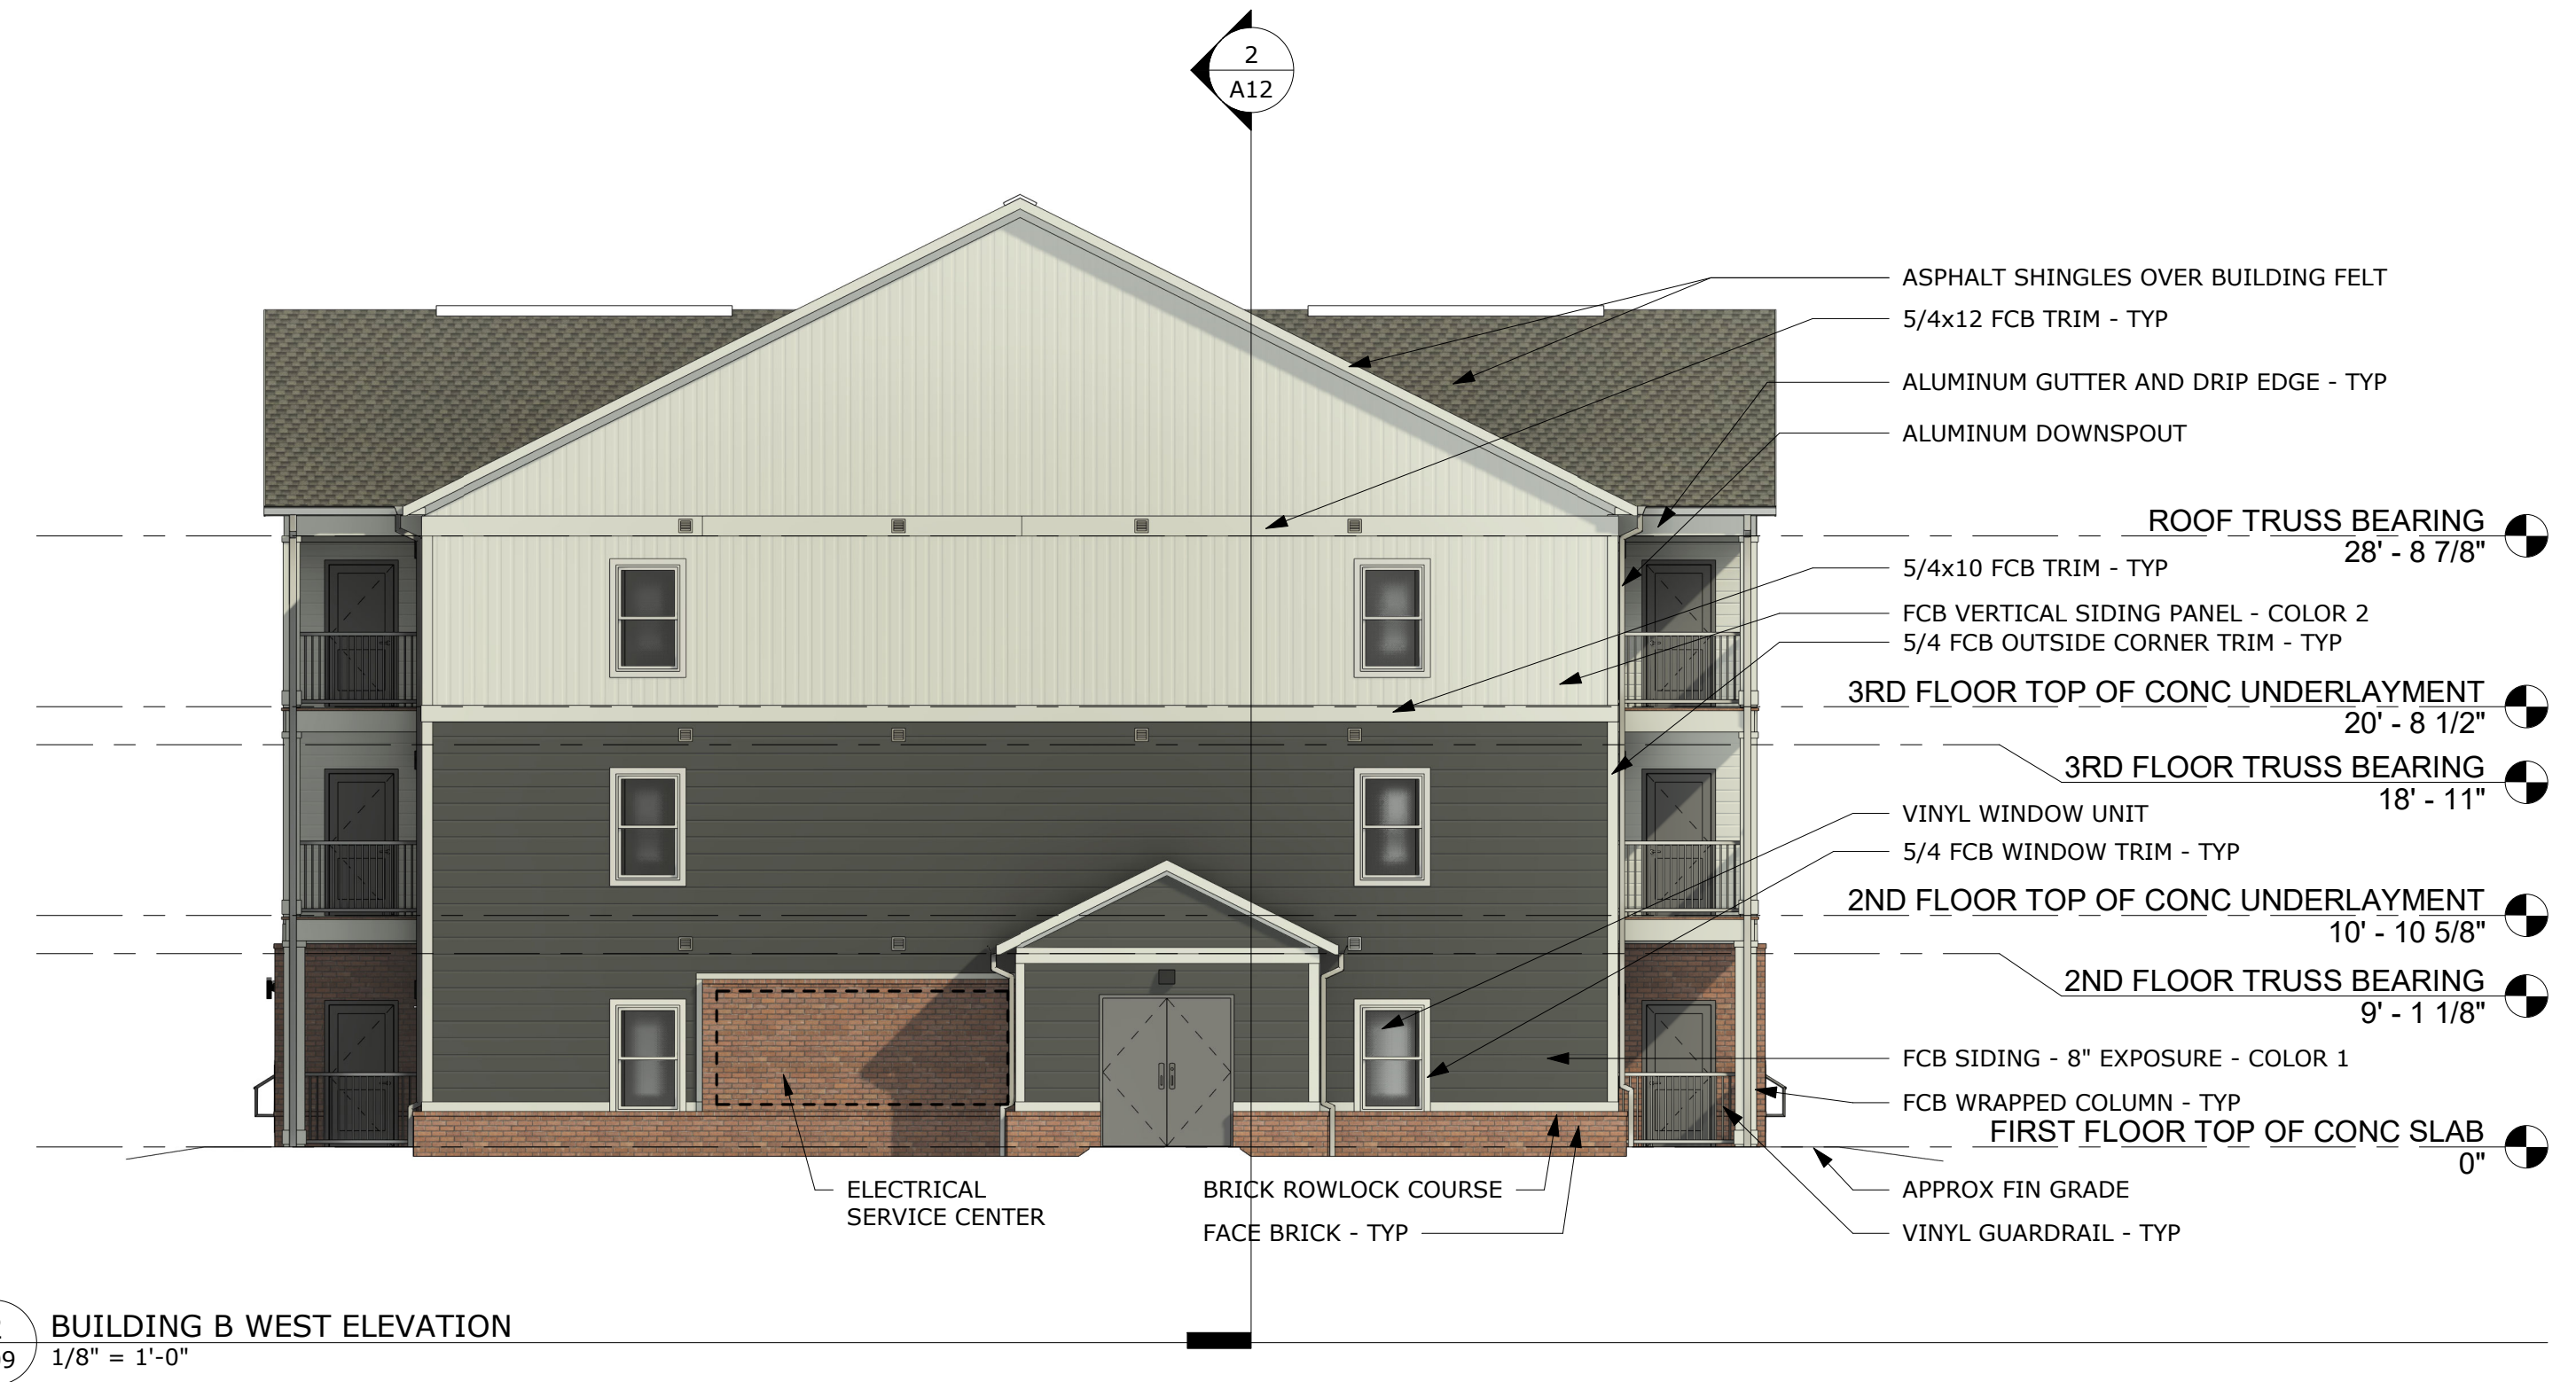 2
A12
ASPHALT SHINGLES OVER BUILDING FELT
5/4x12 FCB TRIM - TYP
ALUMINUM GUTTER AND DRIP EDGE - TYP
ALUMINUM DOWNSPOUT
ROOF TRUSS BEARING
28' - 8 7/8"
5/4x10 FCB TRIM - TYP
FCB VERTICAL SIDING PANEL - COLOR 2
5/4 FCB OUTSIDE CORNER TRIM - TYP
3RD FLOOR TOP OF CONC UNDERLAYMENT
20' - 8 1/2"
3RD FLOOR TRUSS BEARING
18' - 11"
VINYL WINDOW UNIT
5/4 FCB WINDOW TRIM - TYP
2ND FLOOR TOP OF CONC UNDERLAYMENT
10' - 10 5/8"
2ND FLOOR TRUSS BEARING
9' - 1 1/8"
FCB SIDING - 8" EXPOSURE - COLOR 1
FCB WRAPPED COLUMN - TYP
FIRST FLOOR TOP OF CONC SLAB
0"
ELECTRICAL
SERVICE CENTER
BRICK ROWLOCK COURSE
FACE BRICK - TYP
APPROX FIN GRADE
VINYL GUARDRAIL - TYP
BUILDING B WEST ELEVATION
9
1/8" = 1'-0"